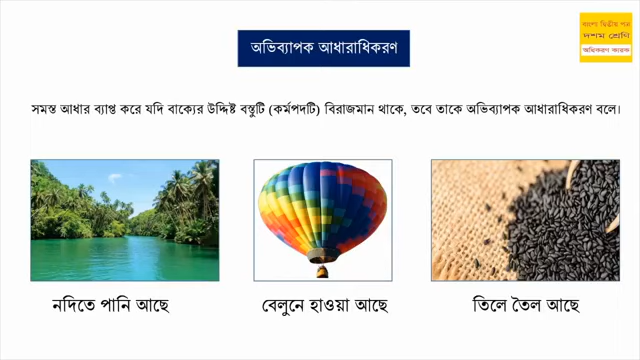 বাংলা দ্বিতীয় পত্র
দশম শ্রেণি
অধিকরণ কারক
অভিব্যাপক আধারাধিকরণ
সমস্ত আধার ব্যাপ্ত করে যদি বাক্যের উদ্দিষ্ট বস্তুটি (কর্মপদটি) বিরাজমান থাকে, তবে তাকে অভিব্যাপক আধারাধিকরণ বলে।
নদিতে পানি আছে
বেলুনে হাওয়া আছে
তিলে তৈল আছে